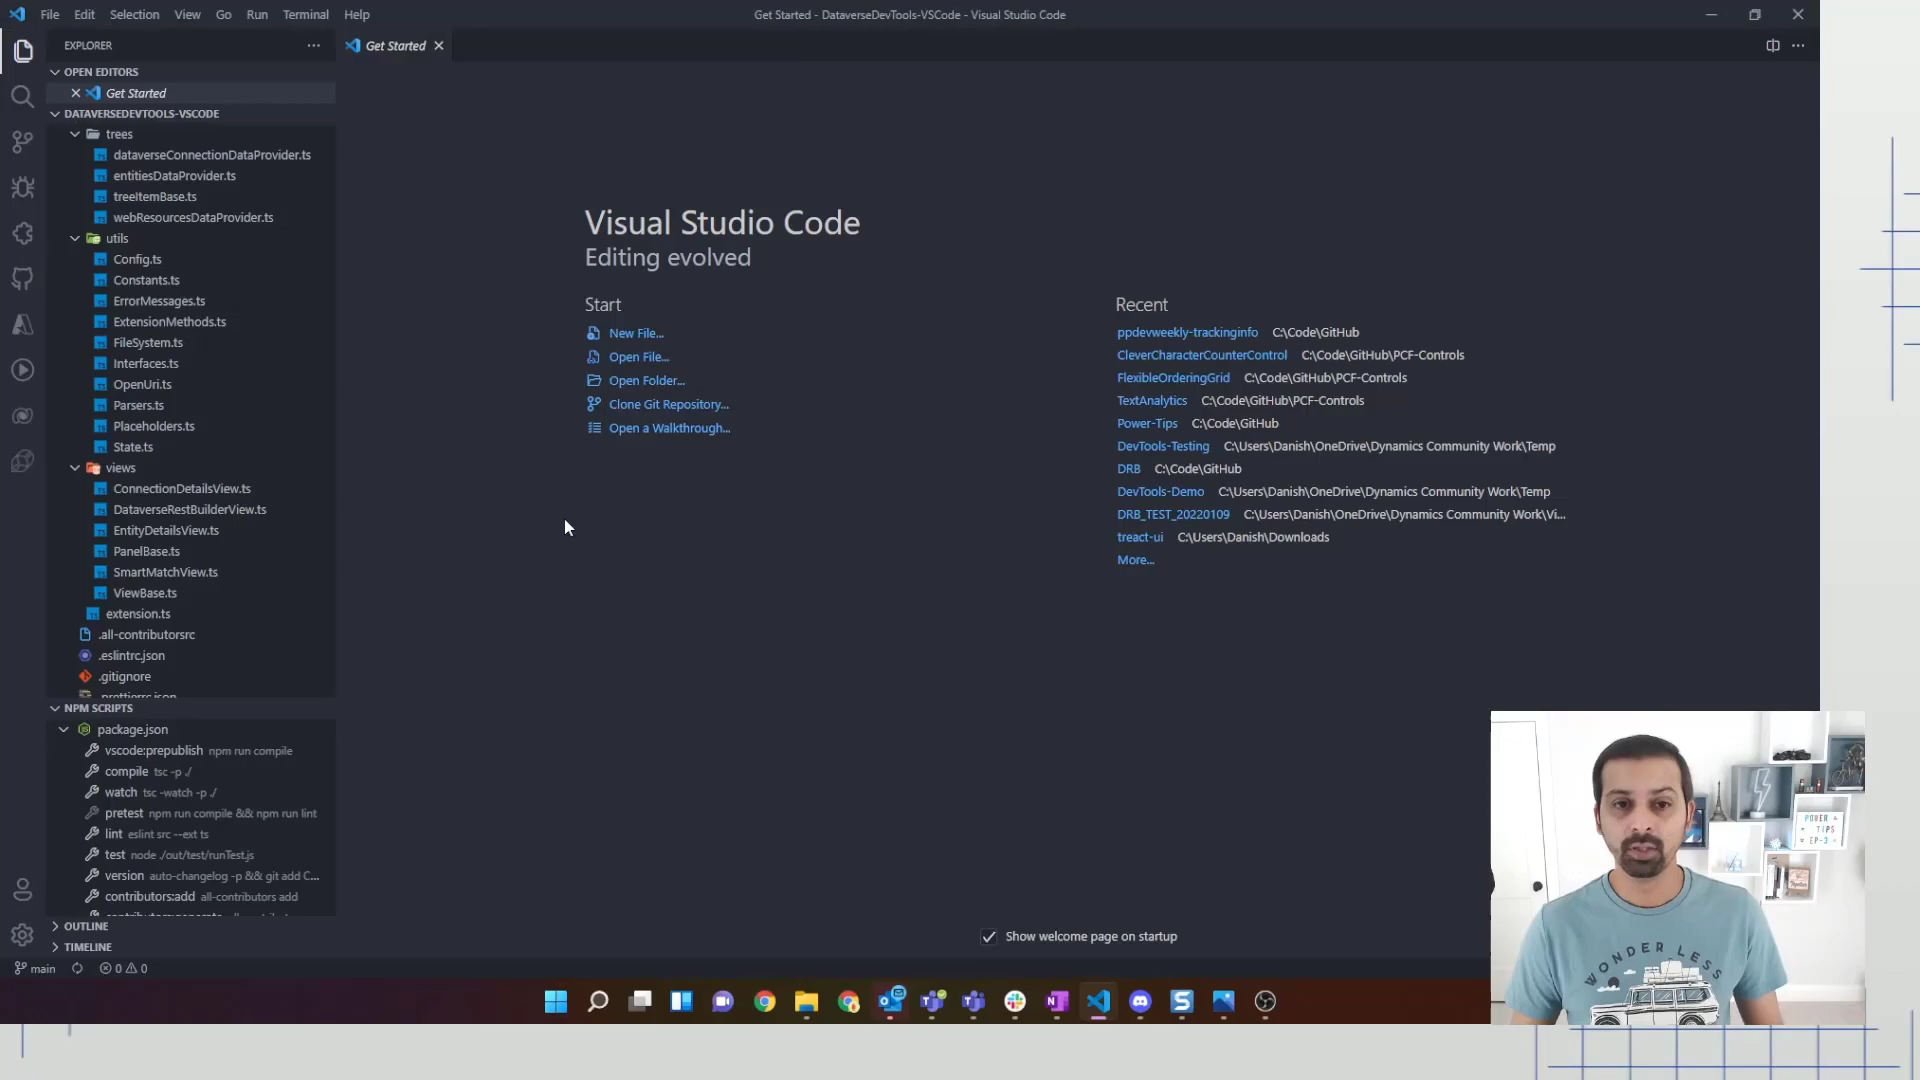 File Edit Selection View Go Run Terminal Help
Get Started - DataverseDevTools-VSCode - Visual Studio Code
EXPLORER
Get Started
OPEN EDITORS
Get Started
DATAVERSEDEVTOOLS-VSCODE
trees
dataverseConnectionDataProvider.ts
entitiesDataProvider.ts
treeItemBase.ts
webResourcesDataProvider.ts
utils
Config.ts
Constants.ts
ErrorMessages.ts
ExtensionMethods.ts
FileSystem.ts
Interfaces.ts
OpenUri.ts
Parsers.ts
Placeholders.ts
State.ts
views
ConnectionDetailsView.ts
DataverseRestBuilderView.ts
EntityDetailsView.ts
PanelBase.ts
SmartMatchView.ts
ViewBase.ts
extension.ts
.all-contributorsrc
.eslintrc.json
.gitignore
.prettierrc.json
NPM SCRIPTS
package.json
vscode:prepublish npm run compile
compile tsc -p ./
watch tsc -watch -p ./
pretest npm run compile && npm run lint
lint eslint src --ext ts
test node ./out/test/runTest.js
version auto-changelog -p && git add C...
contributors:add all-contributors add
OUTLINE
TIMELINE
main 0 0
Visual Studio Code
Editing evolved
Start
New File...
Open File...
Open Folder...
Clone Git Repository...
Open a Walkthrough...
Recent
ppdevweekly-trackinginfo C:\Code\GitHub
CleverCharacterCounterControl C:\Code\GitHub\PCF-Controls
FlexibleOrderingGrid C:\Code\GitHub\PCF-Controls
TextAnalytics C:\Code\GitHub\PCF-Controls
Power-Tips C:\Code\GitHub
DevTools-Testing C:\Users\Danish\OneDrive\Dynamics Community Work\Temp
DRB C:\Code\GitHub
DevTools-Demo C:\Users\Danish\OneDrive\Dynamics Community Work\Temp
DRB_TEST_20220109 C:\Users\Danish\OneDrive\Dynamics Community Work\Vi...
treact-ui C:\Users\Danish\Downloads
More...
Show welcome page on startup
POWER
TIPS
EP-3
WONDER LESS